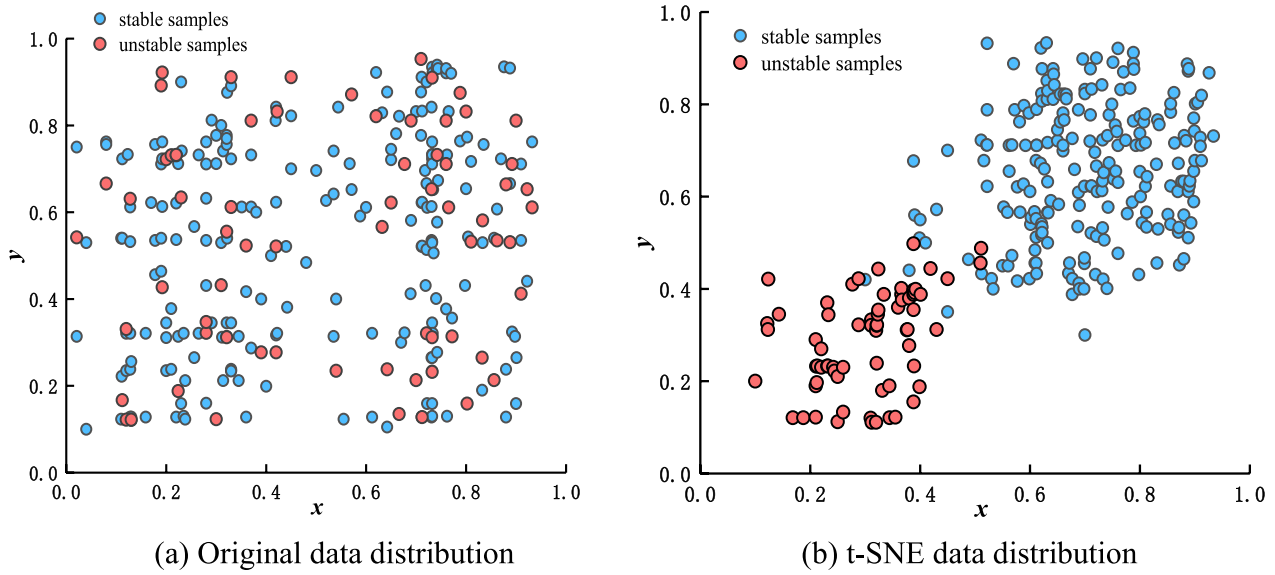 stable samples
unstable samples
1.0
0.8
0.6
0.4
0.2
0.0
y
0.0 0.2 0.4 0.6 0.8 1.0
x
(a) Original data distribution
stable samples
unstable samples
1.0
0.8
0.6
0.4
0.2
0.0
y
0.0 0.2 0.4 0.6 0.8 1.0
x
(b) t-SNE data distribution